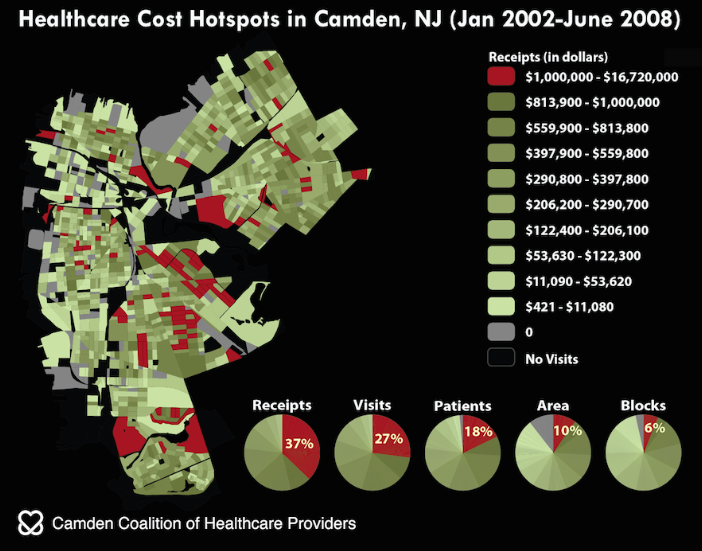 Healthcare Cost Hotspots in Camden, NJ (Jan 2002-June 2008)
Receipts (in dollars)
$1,000,000 - $16,720,000
$813,900 - $1,000,000
$559,900 - $813,800
$397,900 - $559,800
$290,800 - $397,800
$206,200 - $290,700
$122,400 - $206,100
$53,630 - $122,300
$11,090 - $53,620
$421 - $11,080
0
No Visits
Receipts Visits Patients Area Blocks
37% 27% 18% 10% 6%
Camden Coalition of Healthcare Providers